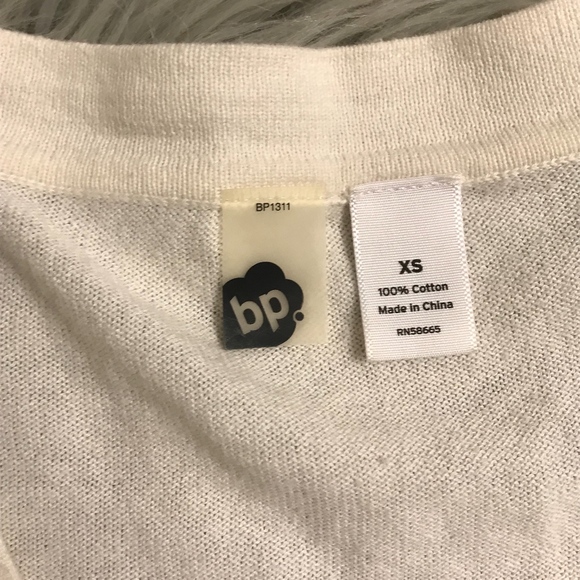 BP1311
bp.
XS
100% Cotton
Made in China
RN58665